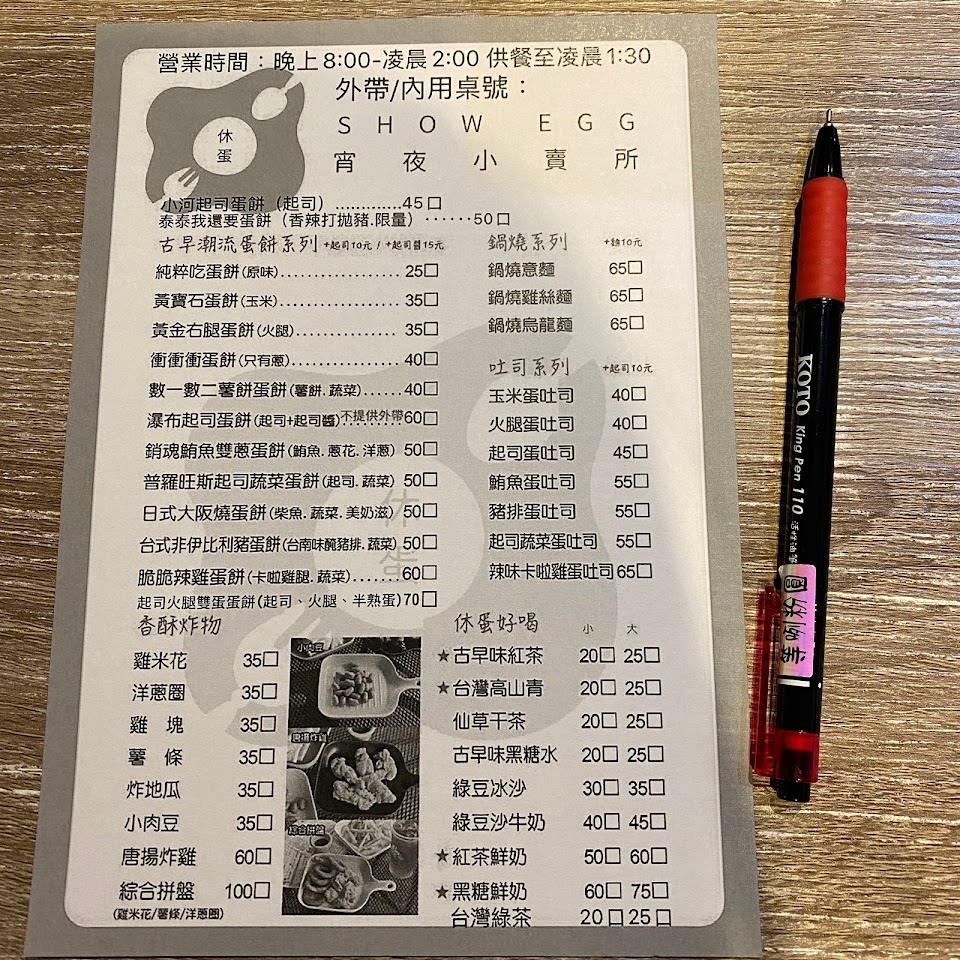 營業時間：晚上8:00-凌晨2:00 供餐至凌晨1:30
外帶/內用桌號：
休蛋
SHOW EGG
宵夜小賣所
小河起司蛋餅（起司）.............45□
泰泰我還要蛋餅（香辣打拋豬.限量）······50□
古早潮流蛋餅系列 +起司10元 / +起司醬15元
純粹吃蛋餅(原味)..................25□
黃寶石蛋餅(玉米)..................35□
黃金右腿蛋餅(火腿)...............35□
衝衝衝蛋餅(只有蔥)................40□
數一數二薯餅蛋餅(薯餅.蔬菜)......40□
瀑布起司蛋餅(起司+起司醬)不提供外帶60□
銷魂鮪魚雙蔥蛋餅(鮪魚.蔥花.洋蔥) 50□
普羅旺斯起司蔬菜蛋餅(起司.蔬菜) 50□
日式大阪燒蛋餅(柴魚.蔬菜.美奶滋) 50□
台式非伊比利豬蛋餅(台南味醃豬排.蔬菜)50□
脆脆辣雞蛋餅(卡啦雞腿.蔬菜).......60□
起司火腿雙蛋蛋餅(起司、火腿、半熟蛋)70□
鍋燒系列 +麵10元
鍋燒意麵 65□
鍋燒雞絲麵 65□
鍋燒烏龍麵 65□
吐司系列 +起司10元
玉米蛋吐司 40□
火腿蛋吐司 40□
起司蛋吐司 45□
鮪魚蛋吐司 55□
豬排蛋吐司 55□
起司蔬菜蛋吐司 55□
辣味卡啦雞蛋吐司65□
休蛋
香酥炸物
雞米花 35□
洋蔥圈 35□
雞塊 35□
薯條 35□
炸地瓜 35□
小肉豆 35□
唐揚炸雞 60□
綜合拼盤 100□
(雞米花/薯條/洋蔥圈)
小肉豆
唐揚炸雞
綜合拼盤
休蛋好喝 小 大
★古早味紅茶 20□ 25□
★台灣高山青 20□ 25□
仙草干茶 20□ 25□
古早味黑糖水 20□ 25□
綠豆冰沙 30□ 35□
綠豆沙牛奶 40□ 45□
★紅茶鮮奶 50□ 60□
★黑糖鮮奶 60□ 75□
台灣綠茶 20□25□
KOTO King Pen 110